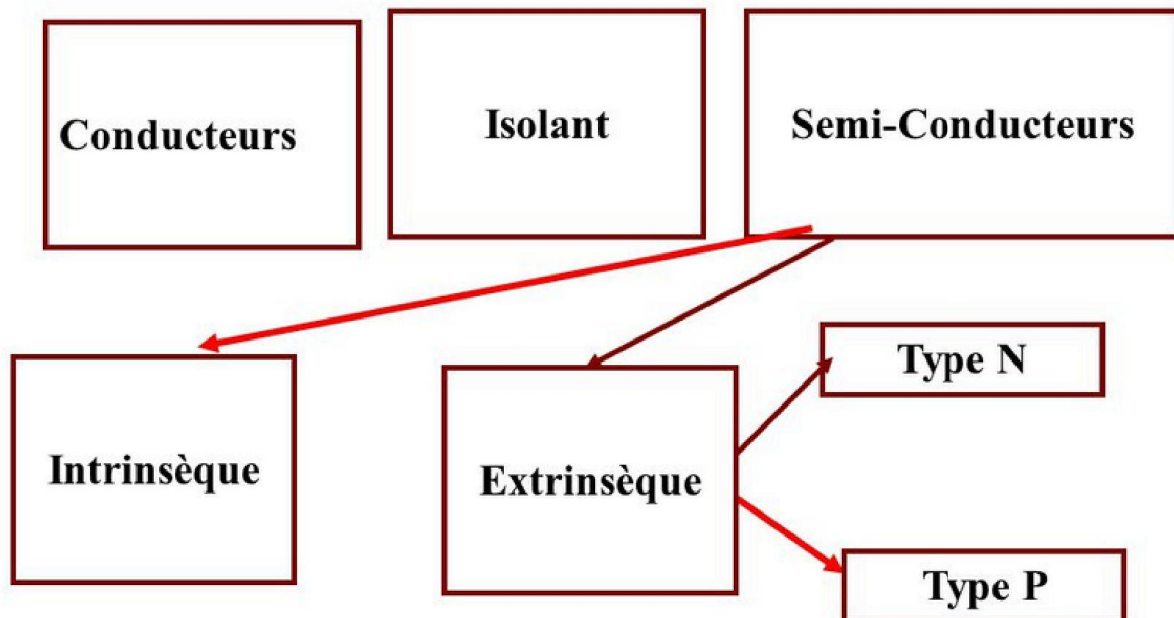 Conducteurs
Isolant
Semi-Conducteurs
Intrinsèque
Extrinsèque
Type N
Type P